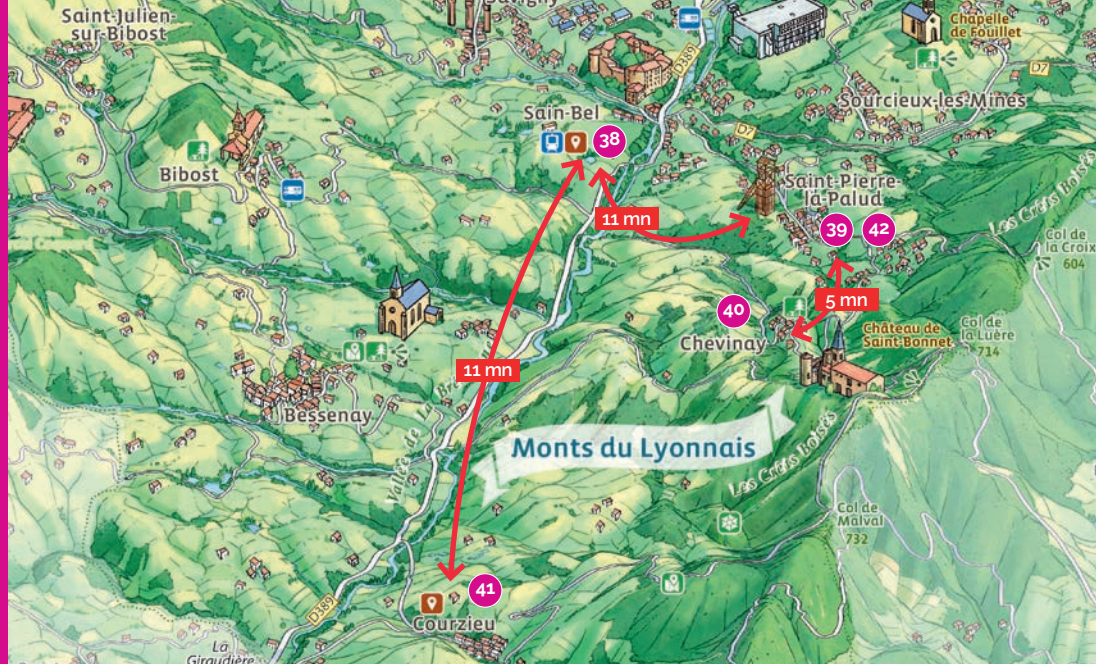 Saint-Julien-
sur-Bibost
D389
Chapelle
de Fouillet
D7
Sain-Bel
38
Sourcieux-les-Mines
D7
Bibost
Saint-Pierre-
la-Palud
11 mn
39
42
Les Crêts Boisés
Col de
la Croix
604
40
5 mn
Chevinay
Château de
Saint-Bonnet
Col de
la Luère
714
11 mn
Bessenay
Vallée de
Monts du Lyonnais
Les Crêts Boisés
Col de
Malval
732
41
D389
Courzieu
La
Giraudière